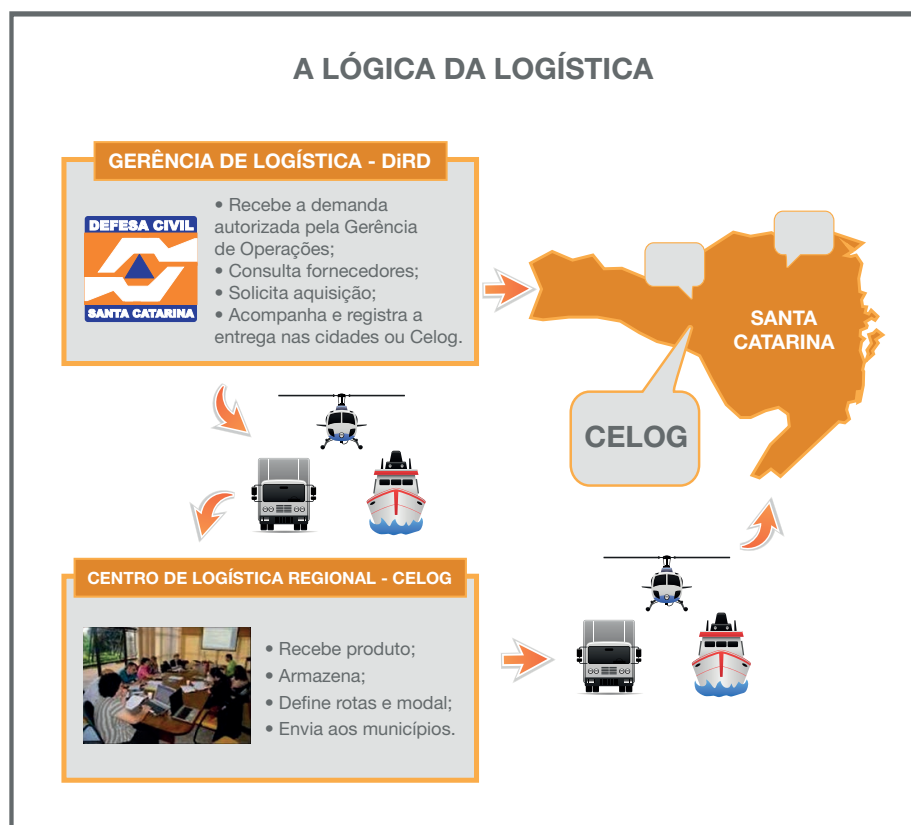 A LÓGICA DA LOGÍSTICA
GERÊNCIA DE LOGÍSTICA - DiRD
DEFESA CIVIL
SANTA CATARINA
• Recebe a demanda
autorizada pela Gerência
de Operações;
• Consulta fornecedores;
• Solicita aquisição;
• Acompanha e registra a
entrega nas cidades ou Celog.
SANTA
CATARINA
CELOG
CENTRO DE LOGÍSTICA REGIONAL - CELOG
• Recebe produto;
• Armazena;
• Define rotas e modal;
• Envia aos municípios.